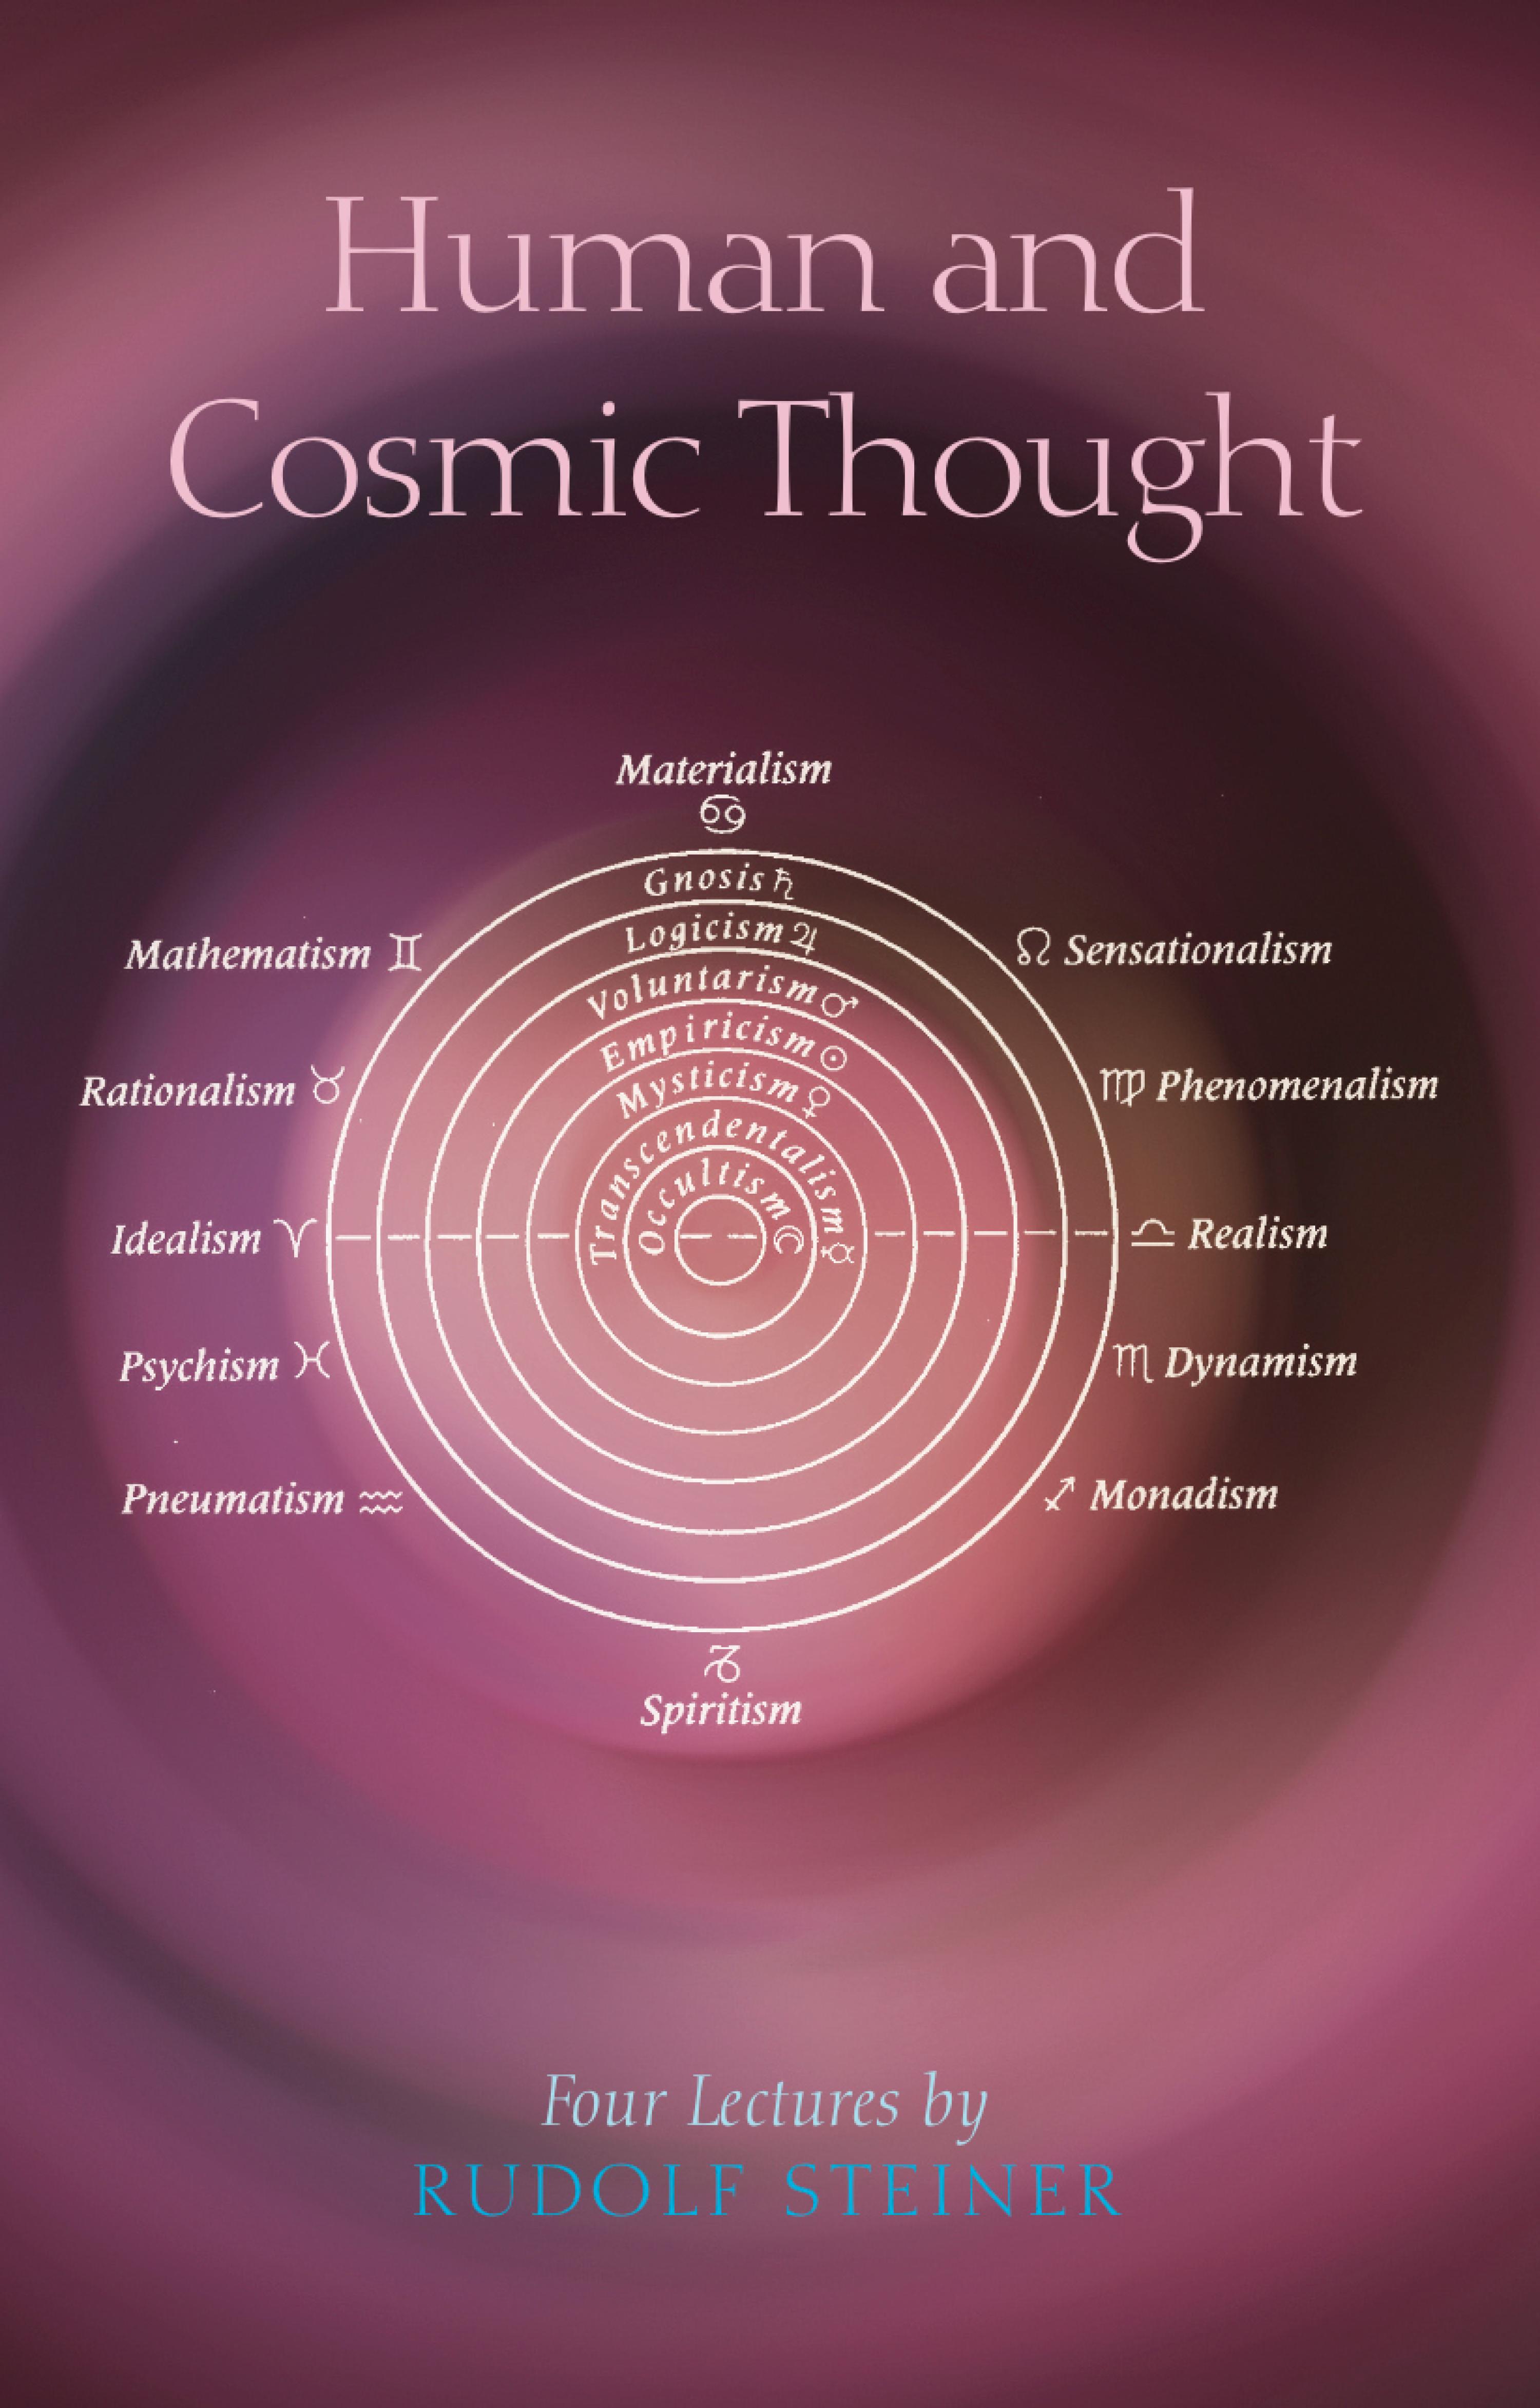 Human and
Cosmic Thought
Materialism
♋
Gnosis ♄
Logicism ♃
Voluntarism ♂
Empiricism ☉
Mysticism ♀
Transcendentalism ☿
Occultism ☾
Mathematism ♊
♌ Sensationalism
Rationalism ♉
♍ Phenomenalism
Idealism ♈
♎ Realism
Psychism ♓
♏ Dynamism
Pneumatism ♒
♐ Monadism
♑
Spiritism
Four Lectures by
RUDOLF STEINER